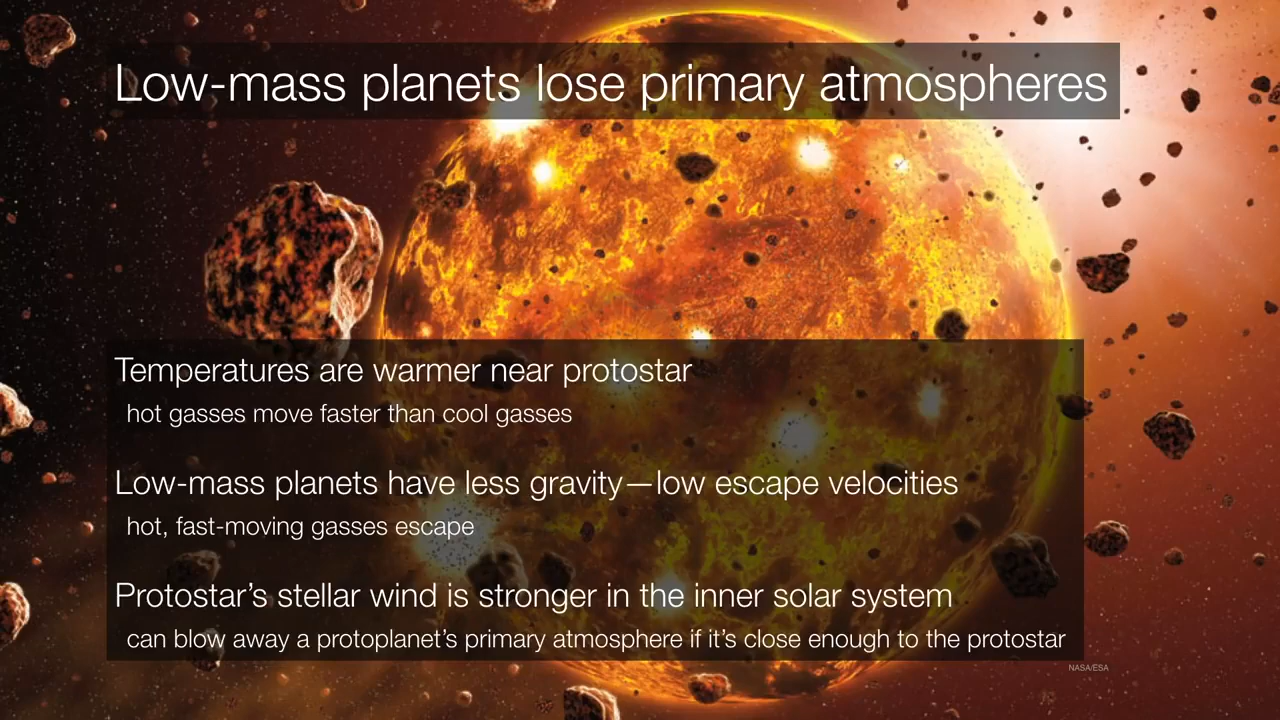 Low-mass planets lose primary atmospheres
Temperatures are warmer near protostar
hot gasses move faster than cool gasses
Low-mass planets have less gravity—low escape velocities
hot, fast-moving gasses escape
Protostar’s stellar wind is stronger in the inner solar system
can blow away a protoplanet’s primary atmosphere if it’s close enough to the protostar
NASA/ESA